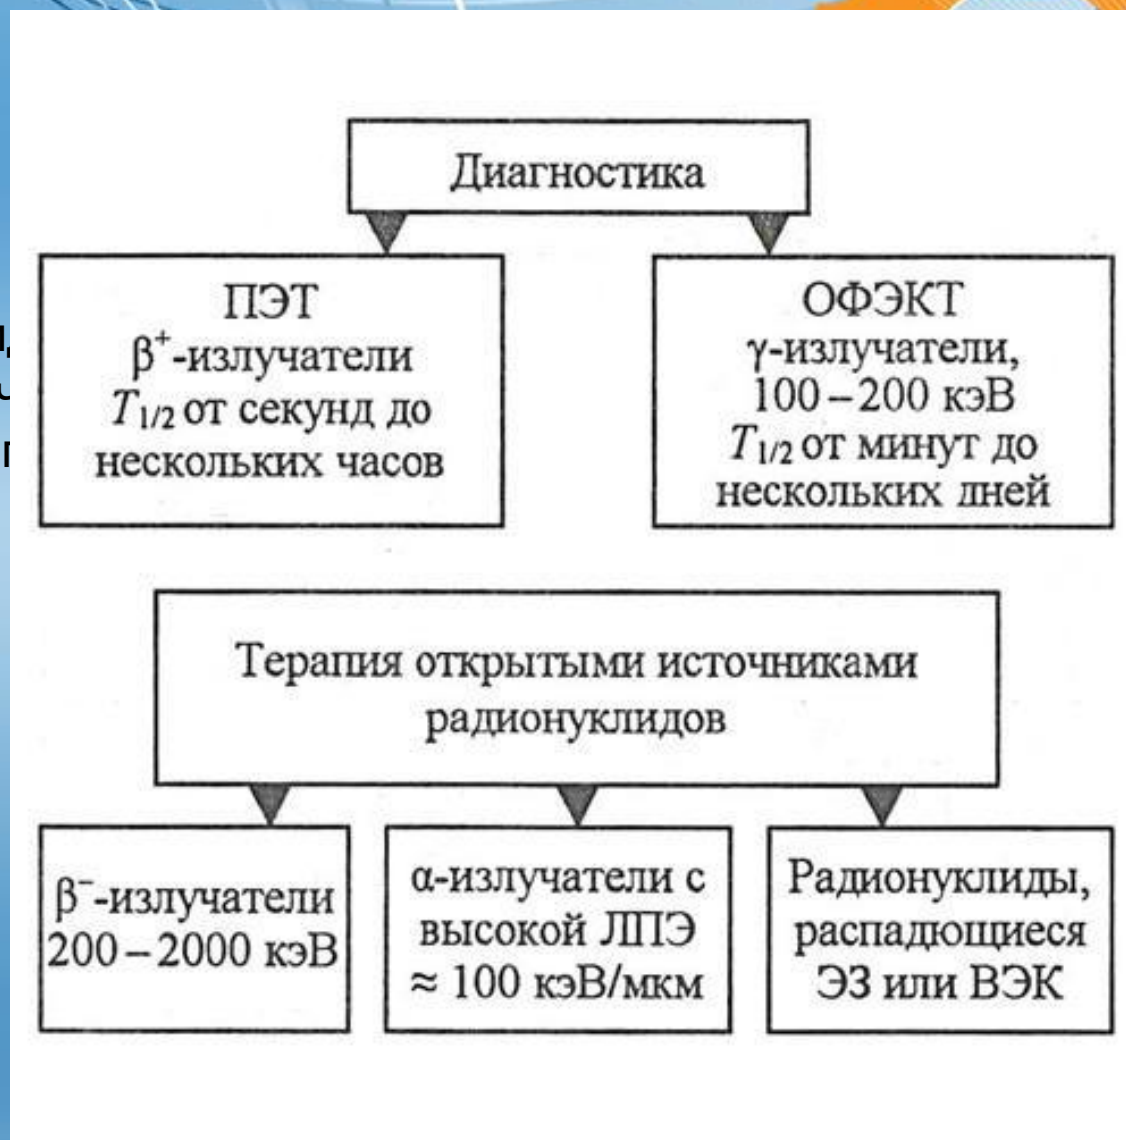 Диагностика
ПЭТ
β⁺-излучатели
T1/2 от секунд до
нескольких часов
ОФЭКТ
γ-излучатели,
100 – 200 кэВ
T1/2 от минут до
нескольких дней
Терапия открытыми источниками
радионуклидов
β⁻-излучатели
200 – 2000 кэВ
α-излучатели с
высокой ЛПЭ
≈ 100 кэВ/мкм
Радионуклиды,
распадющиеся
ЭЗ или ВЭК